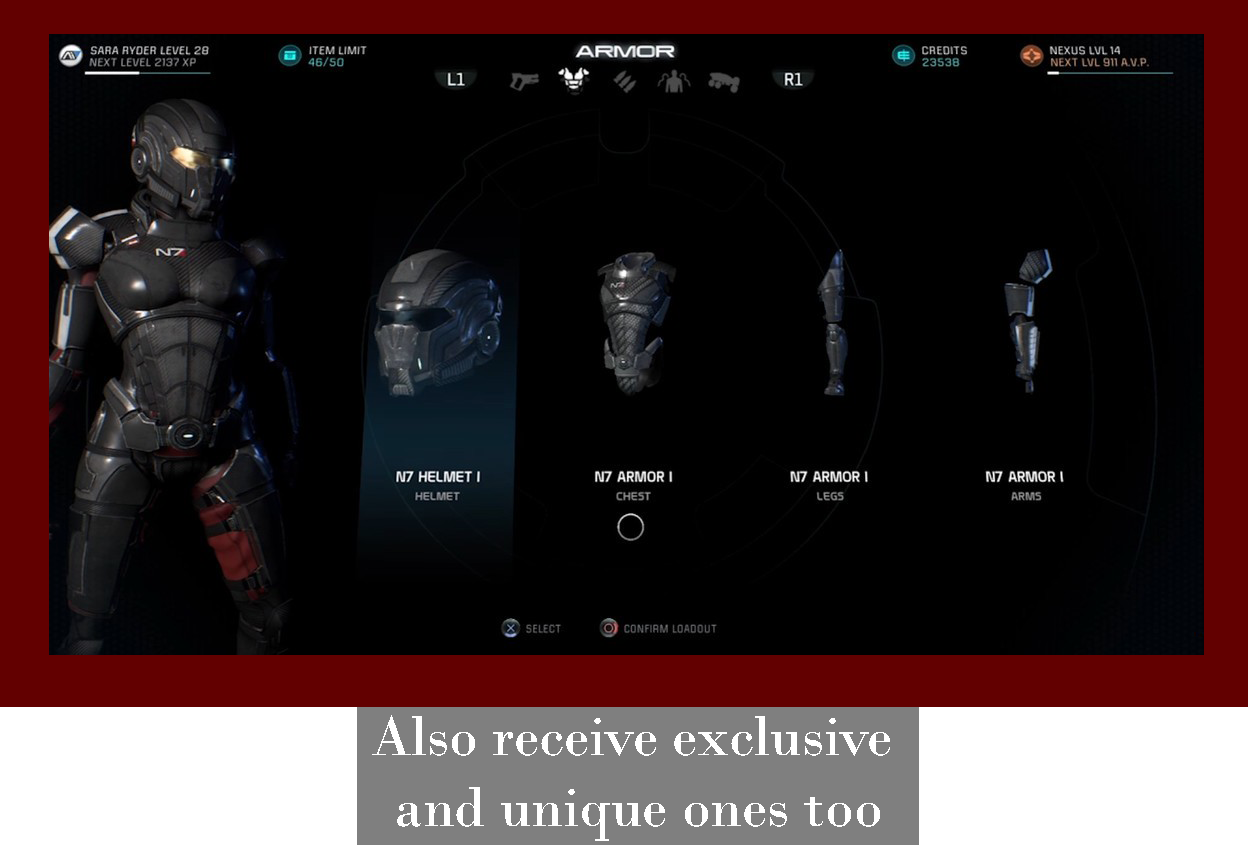 SARA RYDER LEVEL 28
NEXT LEVEL 2137 XP
ITEM LIMIT
46/50
ARMOR
CREDITS
23538
NEXUS LVL 14
NEXT LVL 911 A.V.P.
L1
R1
N7
N7
N7 HELMET I
HELMET
N7 ARMOR I
CHEST
N7 ARMOR I
LEGS
N7 ARMOR I
ARMS
SELECT
CONFIRM LOADOUT
Also receive exclusive
and unique ones too